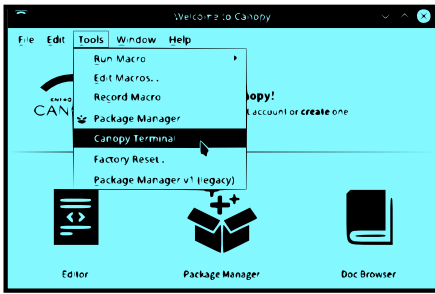 Welcome to Canopy
File Edit Tools Window Help
Run Macro
Edit Macros..
Record Macro
Package Manager
Canopy Terminal
Factory Reset..
Package Manager v1 (legacy)
opy!
account or create one
CAN
Editor
Package Manager
Doc Browser